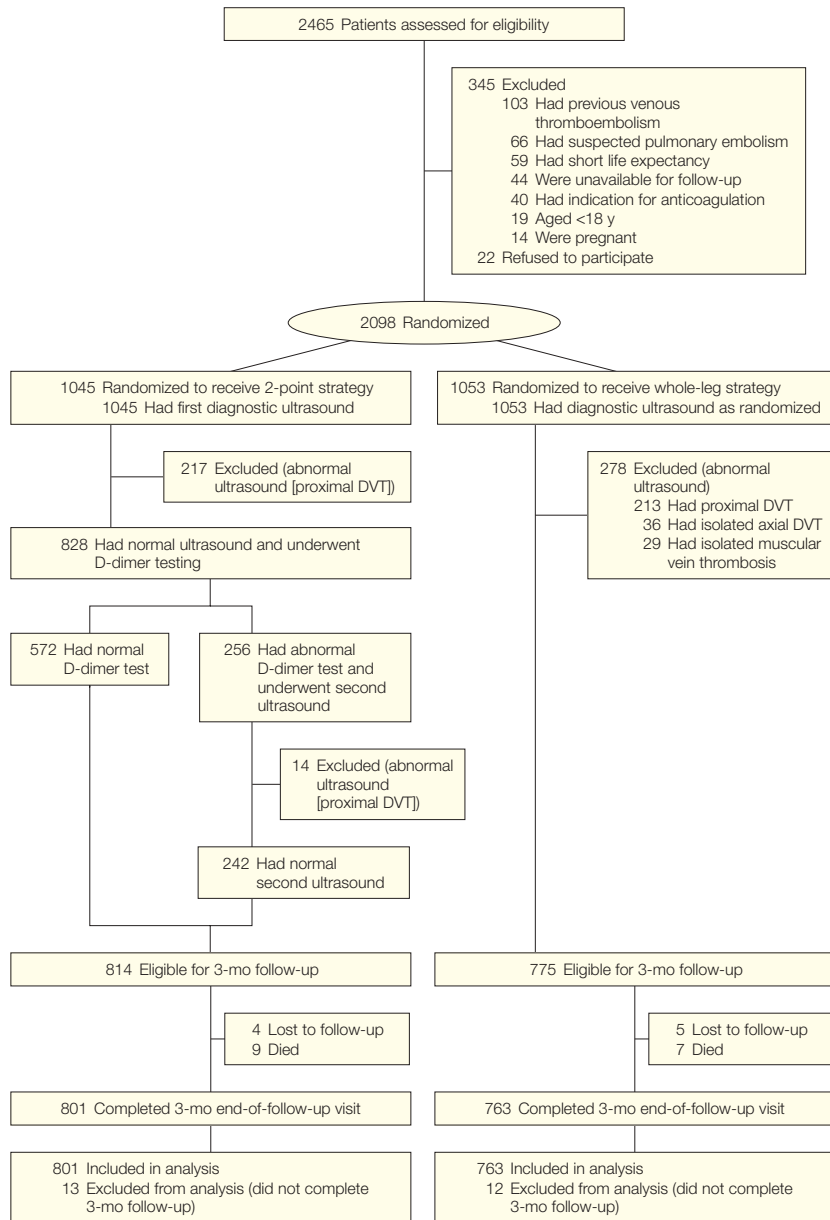 2465 Patients assessed for eligibility
345 Excluded
103 Had previous venous
thromboembolism
66 Had suspected pulmonary embolism
59 Had short life expectancy
44 Were unavailable for follow-up
40 Had indication for anticoagulation
19 Aged <18 y
14 Were pregnant
22 Refused to participate
2098 Randomized
1045 Randomized to receive 2-point strategy
1045 Had first diagnostic ultrasound
1053 Randomized to receive whole-leg strategy
1053 Had diagnostic ultrasound as randomized
217 Excluded (abnormal
ultrasound [proximal DVT])
278 Excluded (abnormal
ultrasound)
213 Had proximal DVT
36 Had isolated axial DVT
29 Had isolated muscular
vein thrombosis
828 Had normal ultrasound and underwent
D-dimer testing
572 Had normal
D-dimer test
256 Had abnormal
D-dimer test and
underwent second
ultrasound
14 Excluded (abnormal
ultrasound
[proximal DVT])
242 Had normal
second ultrasound
814 Eligible for 3-mo follow-up
775 Eligible for 3-mo follow-up
4 Lost to follow-up
9 Died
5 Lost to follow-up
7 Died
801 Completed 3-mo end-of-follow-up visit
763 Completed 3-mo end-of-follow-up visit
801 Included in analysis
13 Excluded from analysis (did not complete
3-mo follow-up)
763 Included in analysis
12 Excluded from analysis (did not complete
3-mo follow-up)